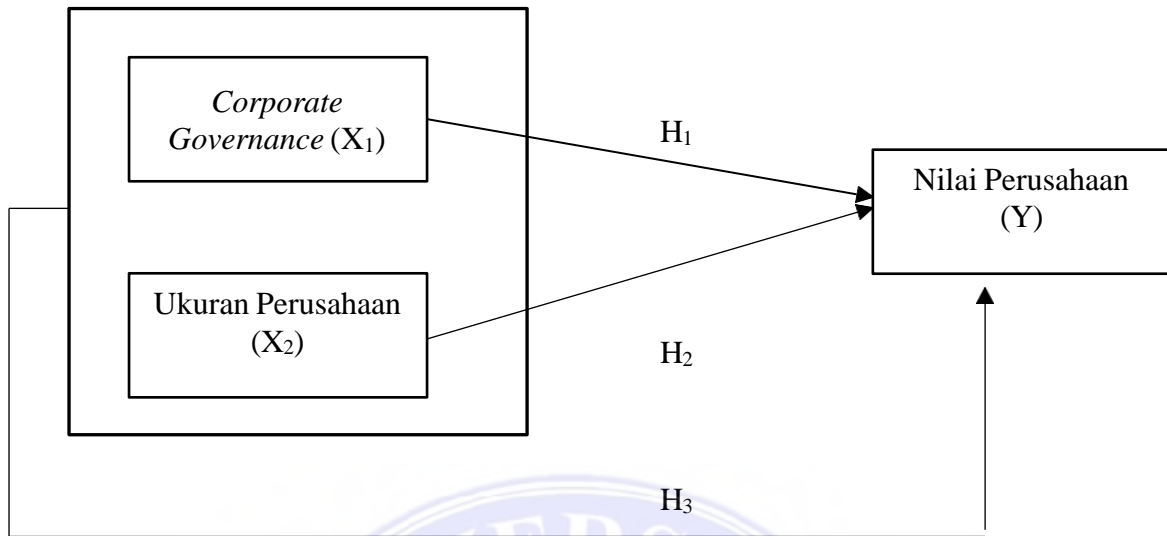 Corporate
Governance (X₁)
H₁
Nilai Perusahaan
(Y)
Ukuran Perusahaan
(X₂)
H₂
H₃